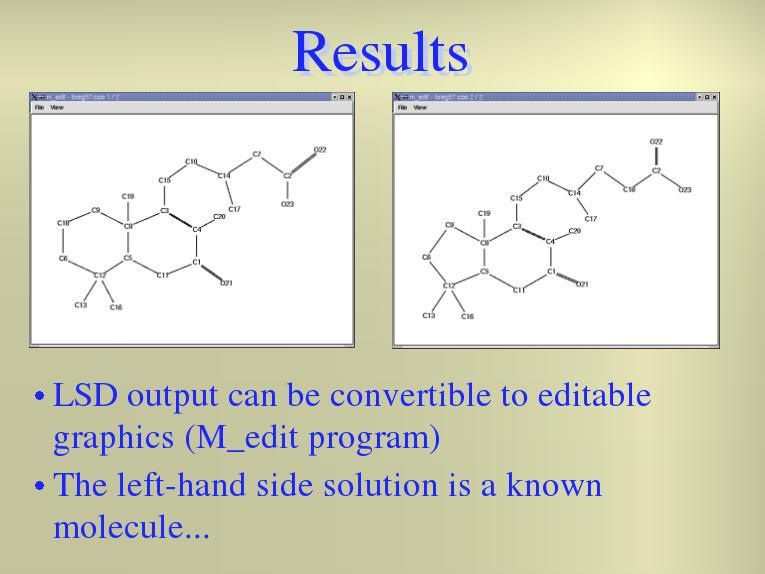 Results
m_edit - breg57.coo 1 / 2
File View
O22
C7
C10
C14
C2
C15
C19
O23
C17
C9
C3
C20
C18
C8
C4
C6
C5
C1
C12
C11
O21
C13
C16
m_edit - breg57.coo 2 / 2
File View
O22
C7
C2
C10
C14
C18
O23
C15
C19
C17
C9
C3
C20
C8
C4
C6
C5
C1
C12
C11
O21
C13
C16
• LSD output can be convertible to editable
graphics (M_edit program)
• The left-hand side solution is a known
molecule...